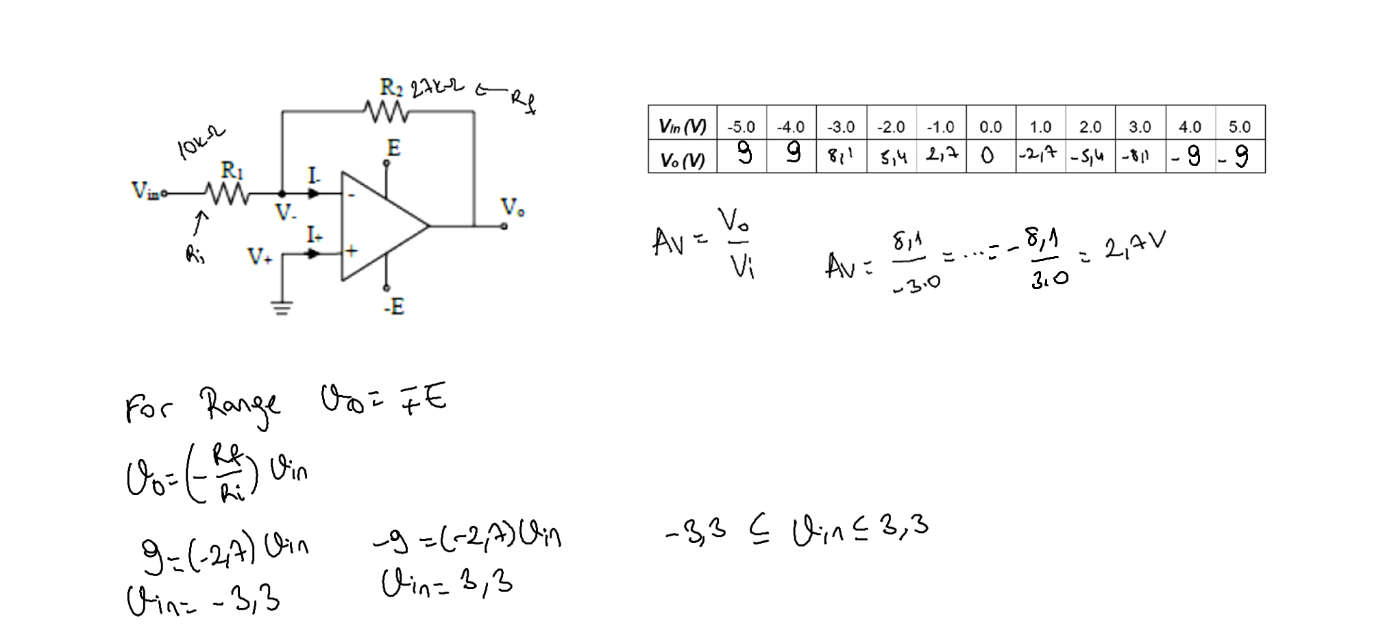 R2 27kΩ ← Rf
10kΩ
R1
E
I-
-
Vin
V-
Vo
Ri
I+
V+
+
-E
Vin (V) -5.0 -4.0 -3.0 -2.0 -1.0 0.0 1.0 2.0 3.0 4.0 5.0
Vo (V) 9 9 8,1 5,4 2,7 0 -2,7 -5,4 -8,1 -9 -9
Av = Vo / Vi
Av = 8,1 / -3.0 = ... = - 8,1 / 3.0 = 2,7V
For Range Vo = ∓E
Vo = (- Rf / Ri) Vin
9 = (-2,7) Vin
-9 = (-2,7) Vin
-3,3 ≤ Vin ≤ 3,3
Vin = -3,3
Vin = 3,3